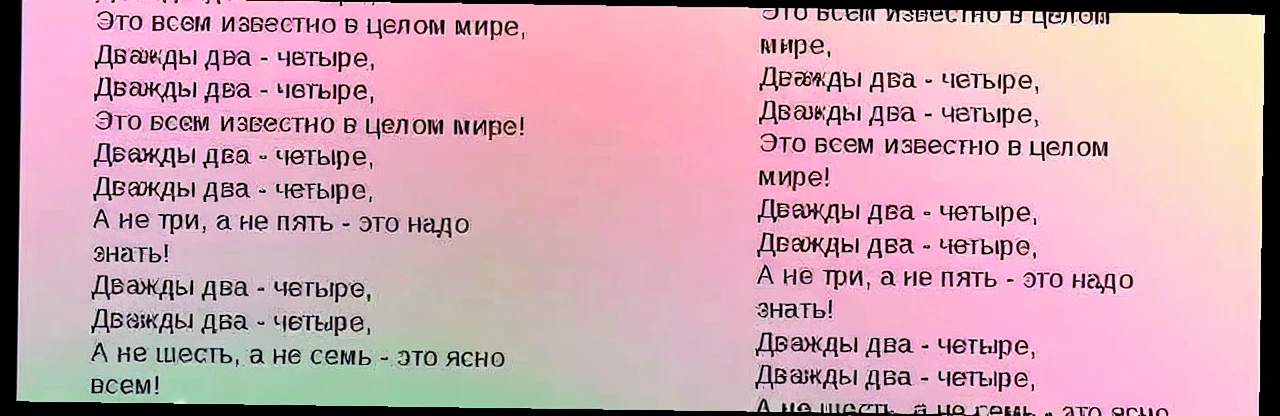 Это всем известно в целом мире,
Дважды два - четыре,
Дважды два - четыре,
Это всем известно в целом мире!
Дважды два - четыре,
Дважды два - четыре,
А не три, а не пять - это надо
знать!
Дважды два - четыре,
Дважды два - четыре,
А не шесть, а не семь - это ясно
всем!
Это всем известно в целом
мире,
Дважды два - четыре,
Дважды два - четыре,
Это всем известно в целом
мире!
Дважды два - четыре,
Дважды два - четыре,
А не три, а не пять - это надо
знать!
Дважды два - четыре,
Дважды два - четыре,
А не шесть, а не семь - это ясно